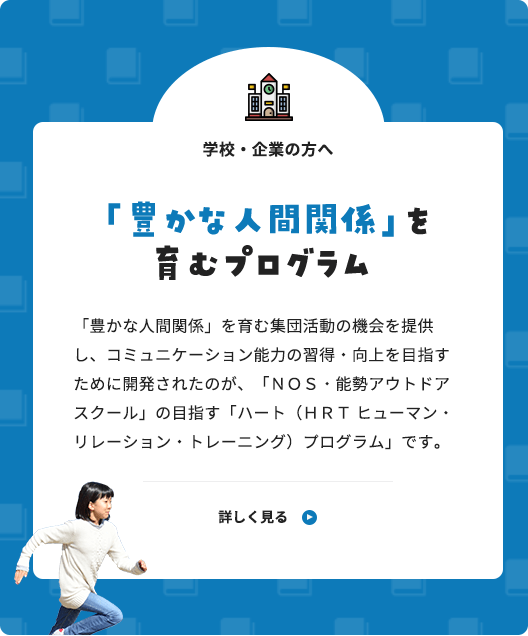 学校・企業の方へ
「豊かな人間関係」を
育むプログラム
「豊かな人間関係」を育む集団活動の機会を提供
し、コミュニケーション能力の習得・向上を目指す
ために開発されたのが、「ＮＯＳ・能勢アウトドア
スクール」の目指す「ハート（ＨＲＴ ヒューマン・
リレーション・トレーニング）プログラム」です。
詳しく見る